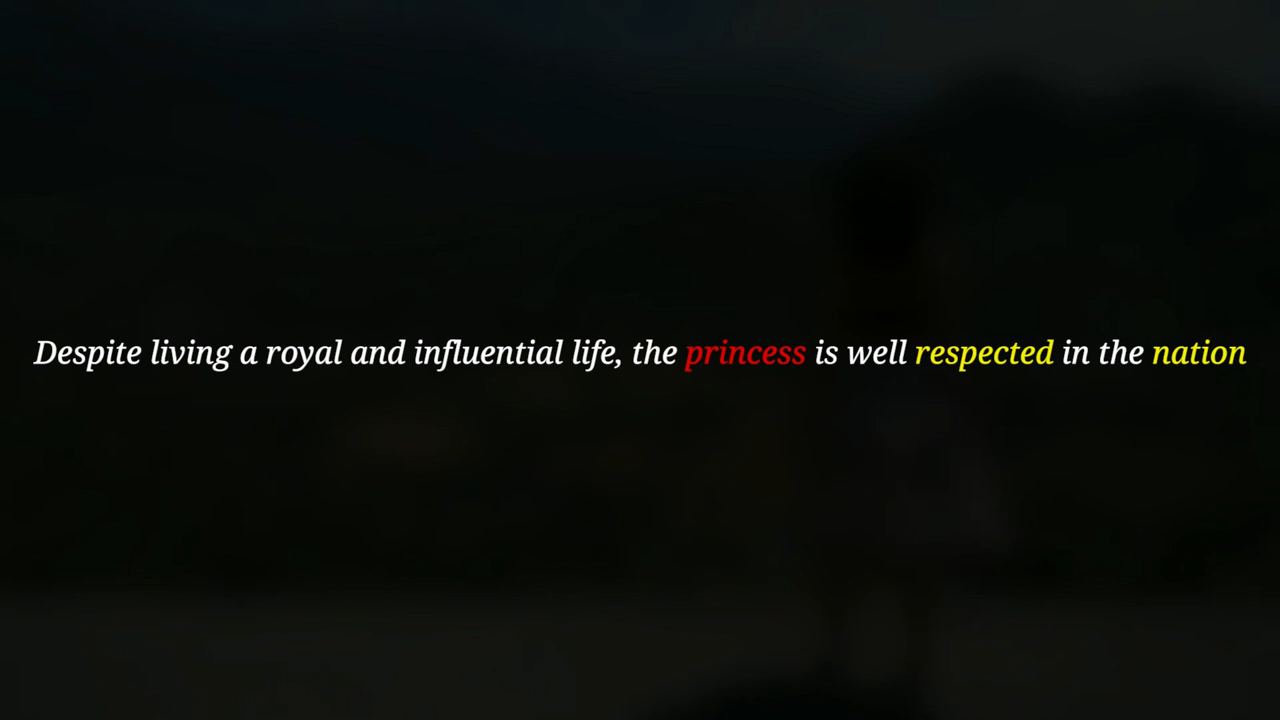 Despite living a royal and influential life, the princess is well respected in the nation